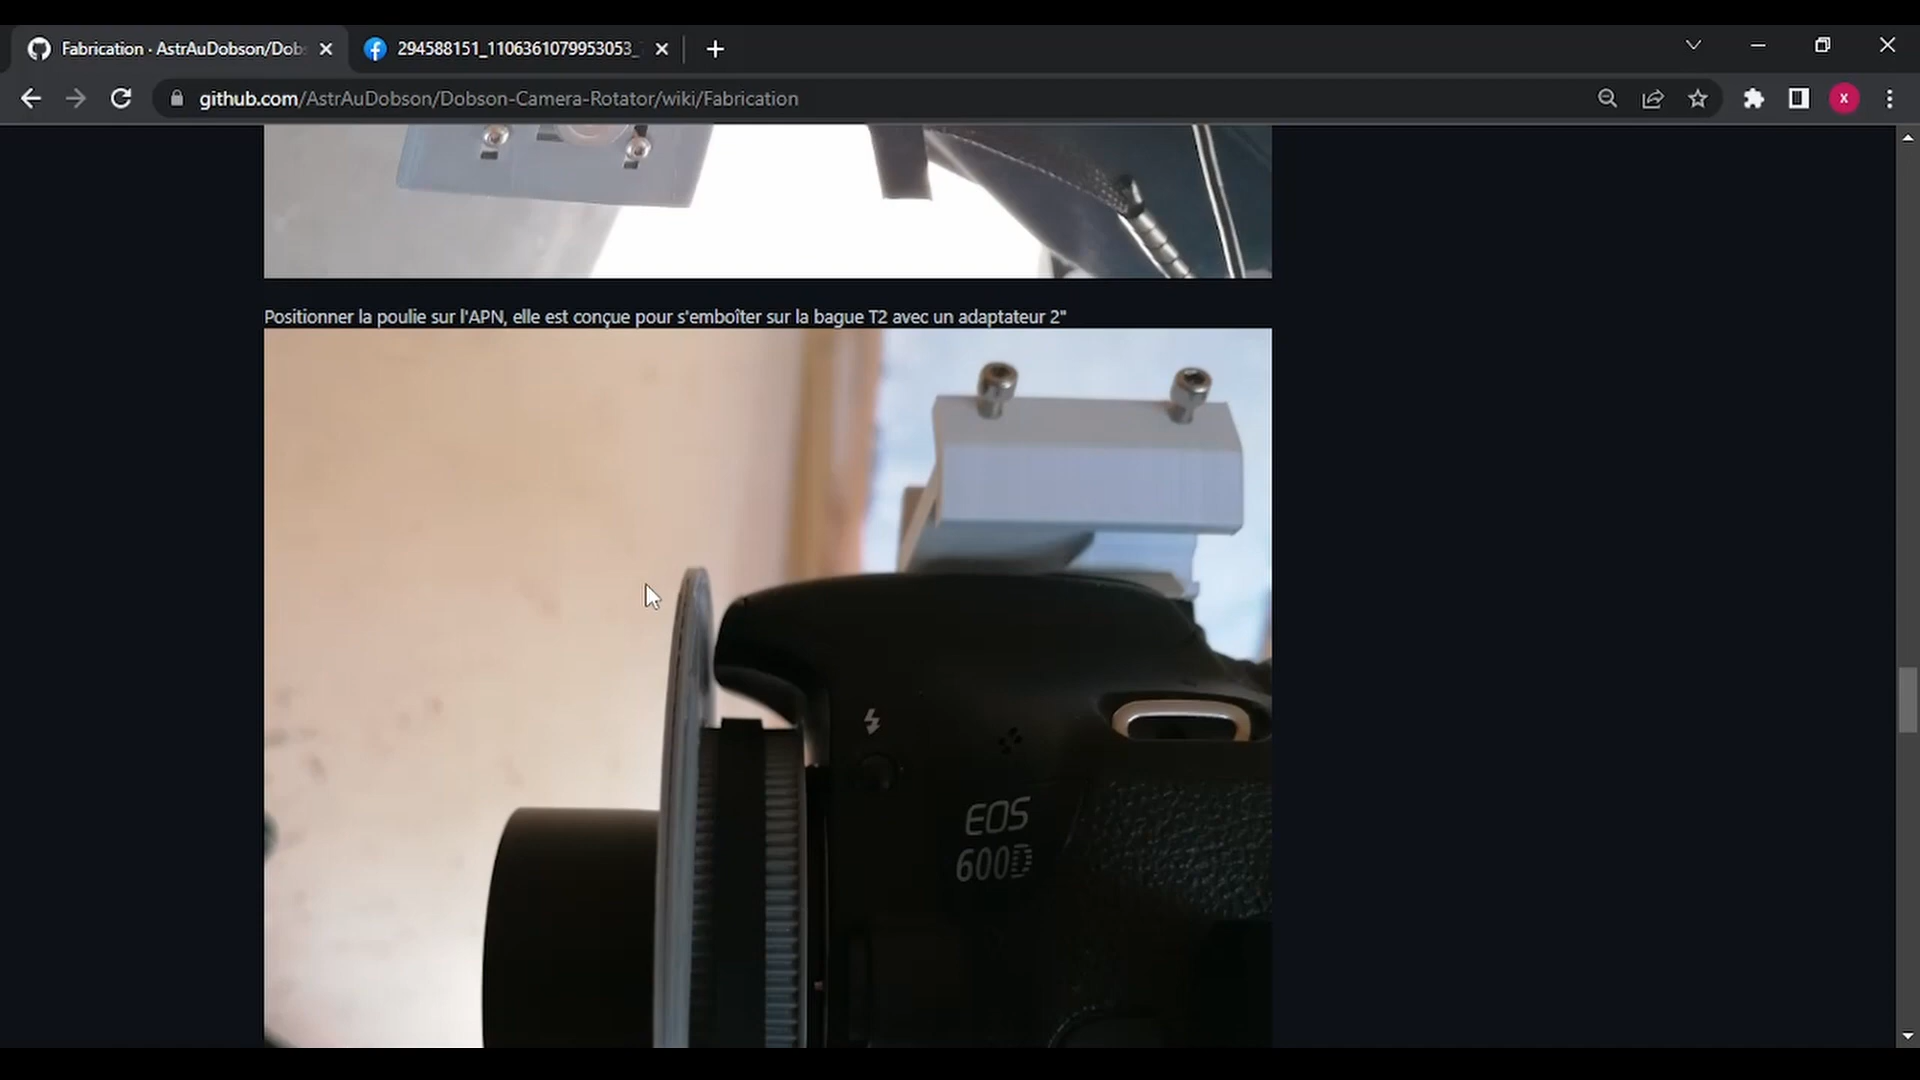 Fabrication · AstrAuDobson/Dobs
294588151_1106361079953053_
github.com/AstrAuDobson/Dobson-Camera-Rotator/wiki/Fabrication
x
Positionner la poulie sur l'APN, elle est conçue pour s'emboîter sur la bague T2 avec un adaptateur 2"
EOS
600D